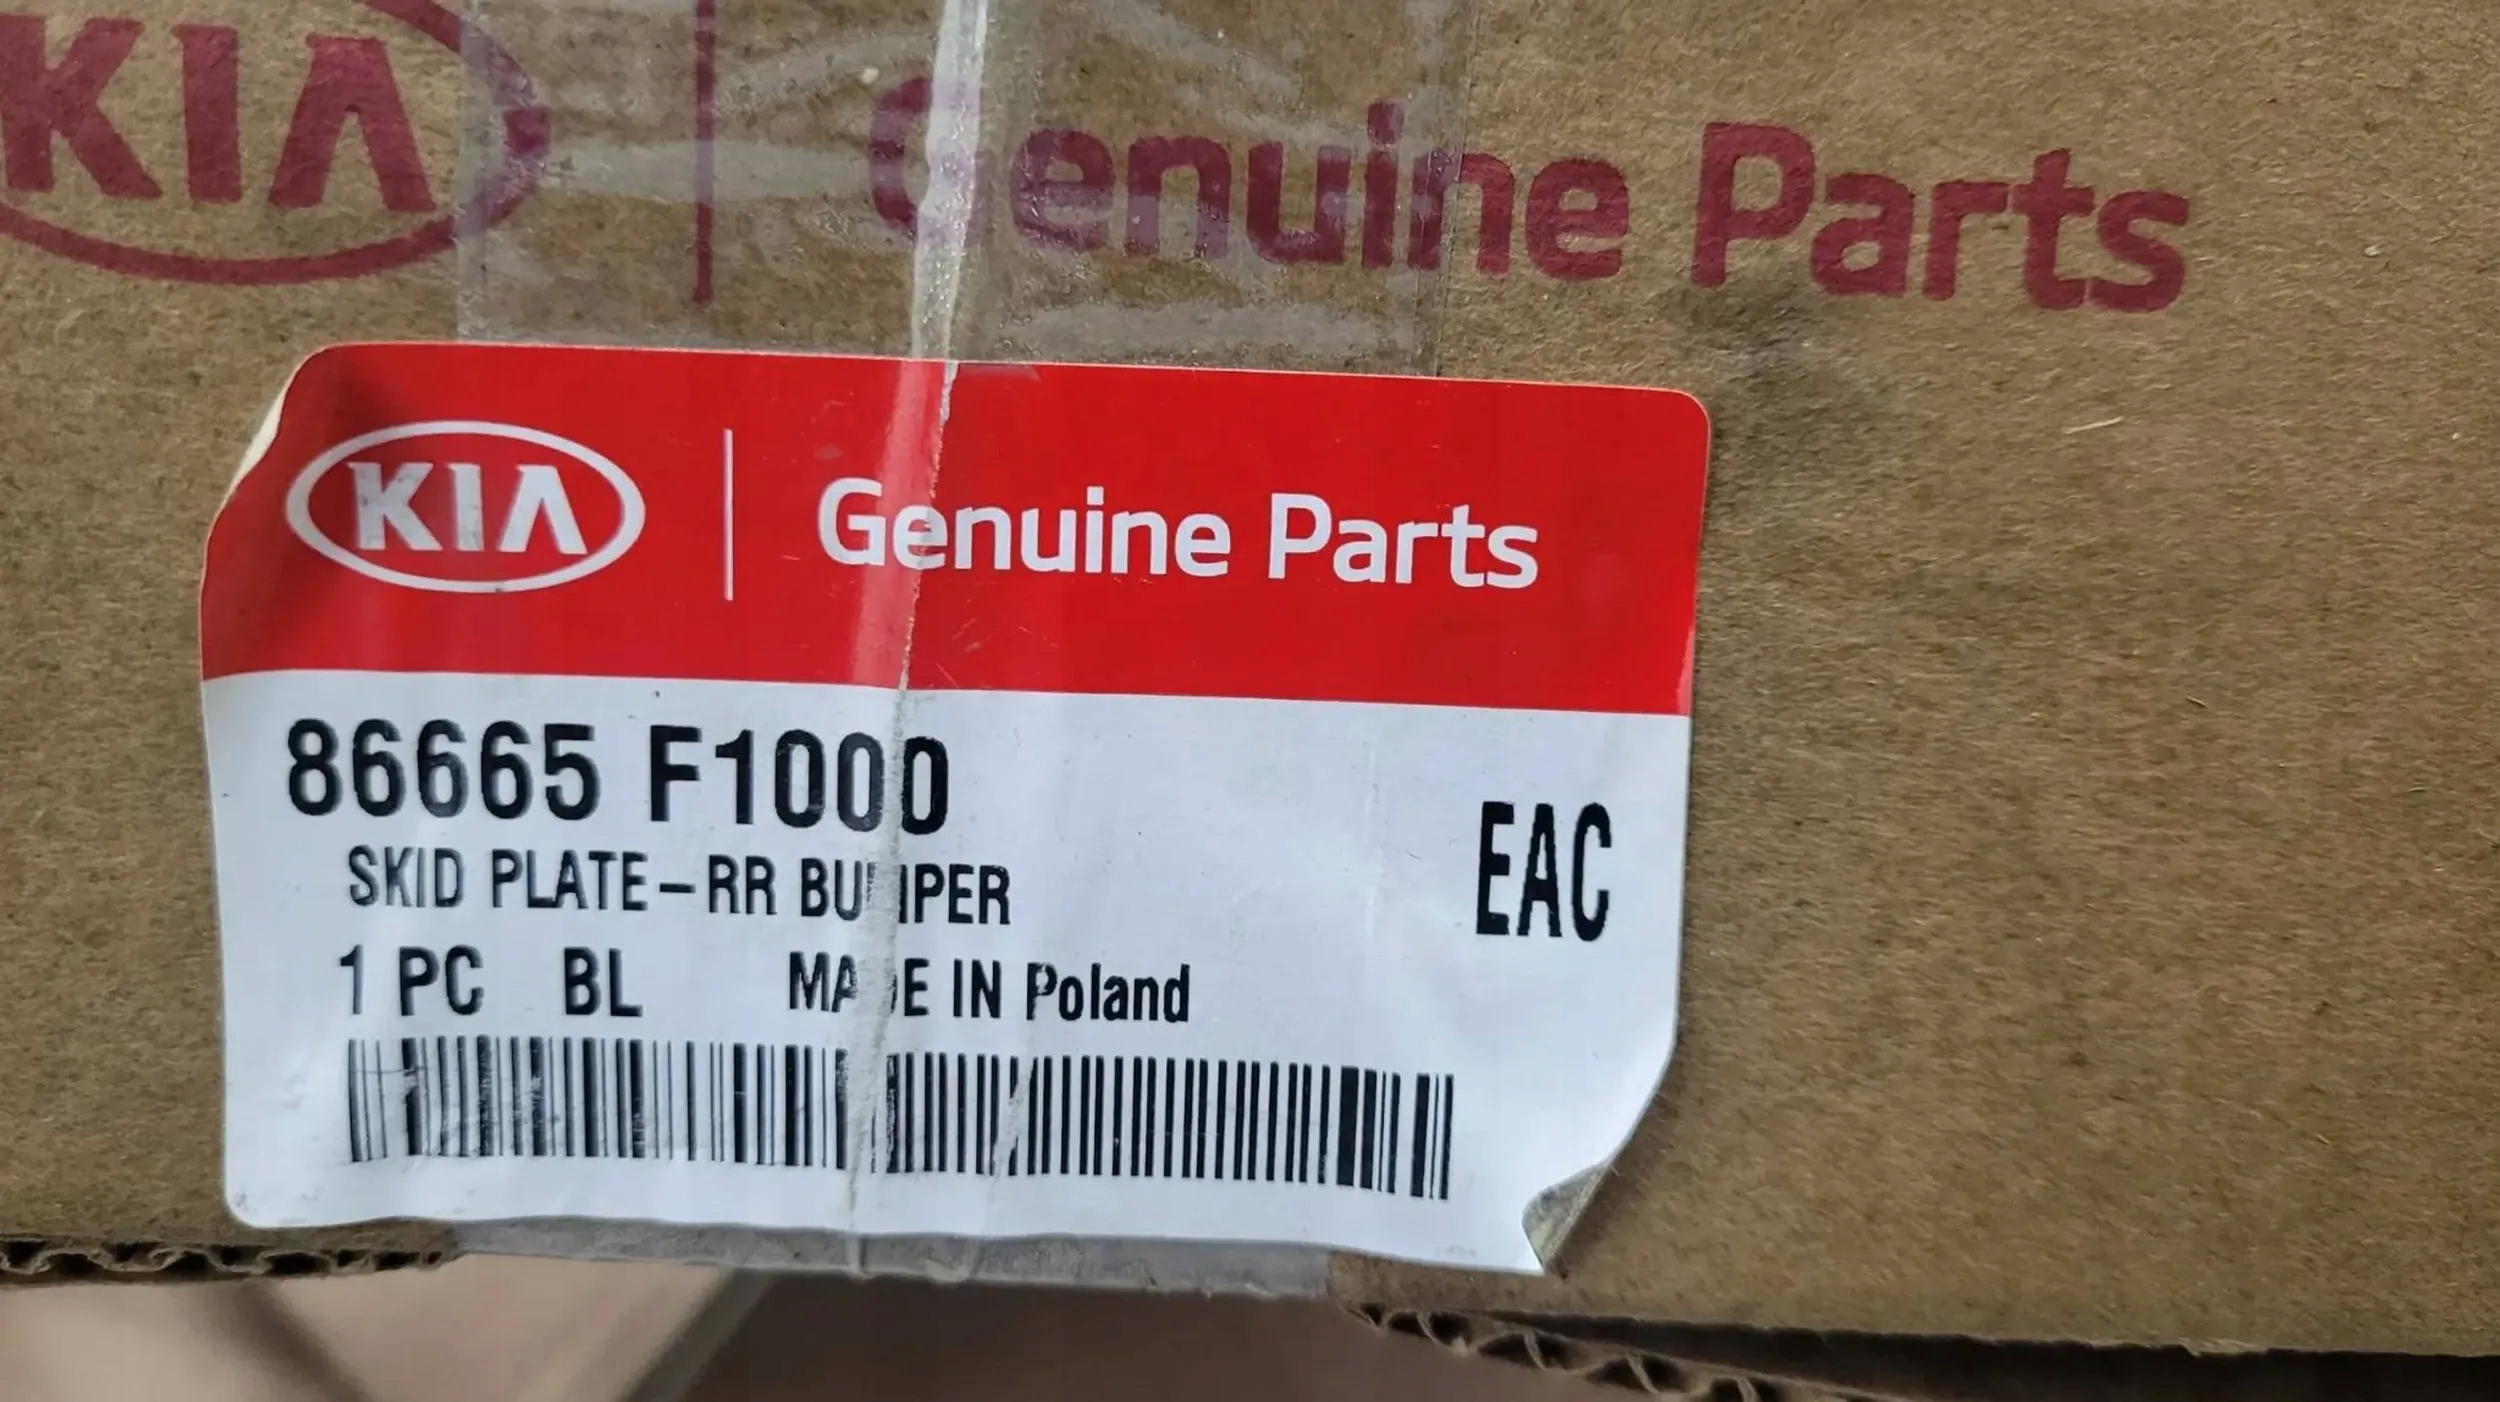 KIA Genuine Parts
KIA Genuine Parts
86665 F1000
SKID PLATE-RR BUMPER
EAC
1 PC BL MADE IN Poland